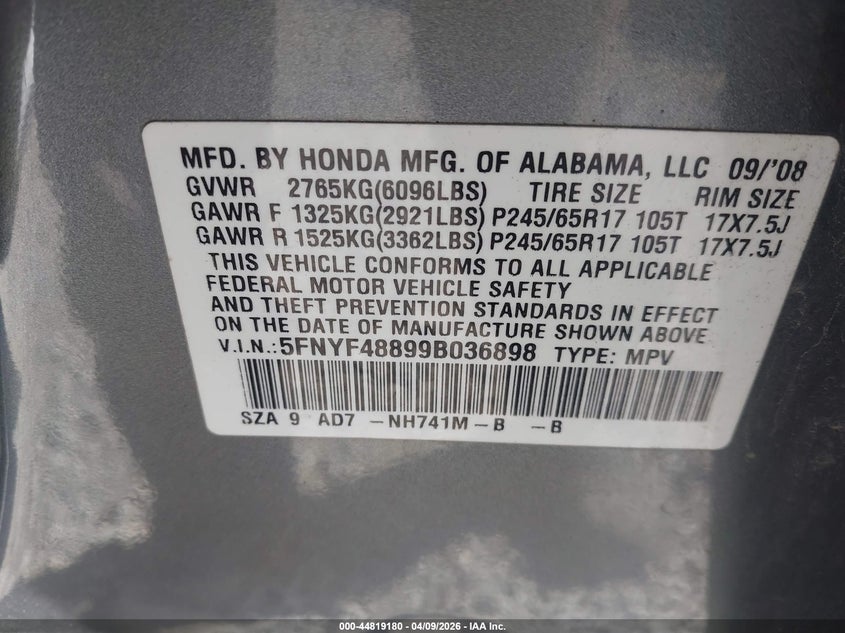 MFD. BY HONDA MFG. OF ALABAMA, LLC 09/'08
GVWR 2765KG(6096LBS) TIRE SIZE RIM SIZE
GAWR F 1325KG(2921LBS) P245/65R17 105T 17X7.5J
GAWR R 1525KG(3362LBS) P245/65R17 105T 17X7.5J
THIS VEHICLE CONFORMS TO ALL APPLICABLE
FEDERAL MOTOR VEHICLE SAFETY
AND THEFT PREVENTION STANDARDS IN EFFECT
ON THE DATE OF MANUFACTURE SHOWN ABOVE
V.I.N.:5FNYF48899B036898 TYPE: MPV
SZA 9 AD7 -NH741M-B -B
000-44819180 - 04/09/2026 - IAA Inc.